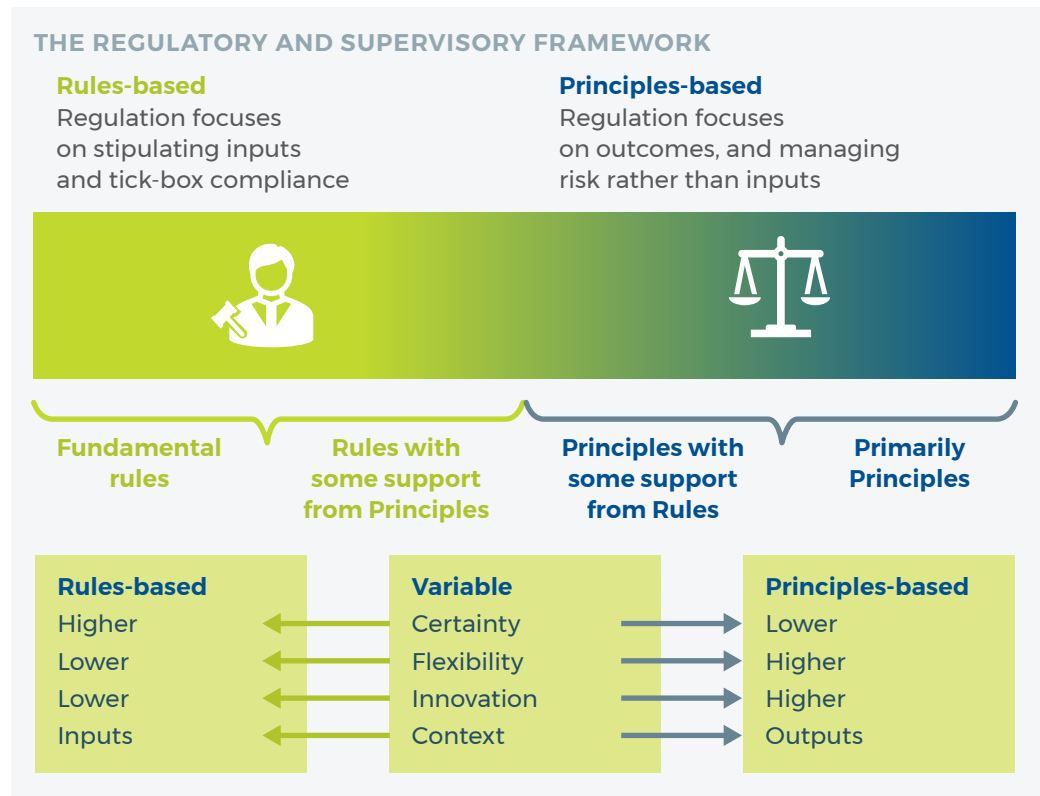 THE REGULATORY AND SUPERVISORY FRAMEWORK
Rules-based
Regulation focuses
on stipulating inputs
and tick-box compliance
Principles-based
Regulation focuses
on outcomes, and managing
risk rather than inputs
Fundamental
rules
Rules with
some support
from Principles
Principles with
some support
from Rules
Primarily
Principles
Rules-based
Higher
Lower
Lower
Inputs
Variable
Certainty
Flexibility
Innovation
Context
Principles-based
Lower
Higher
Higher
Outputs